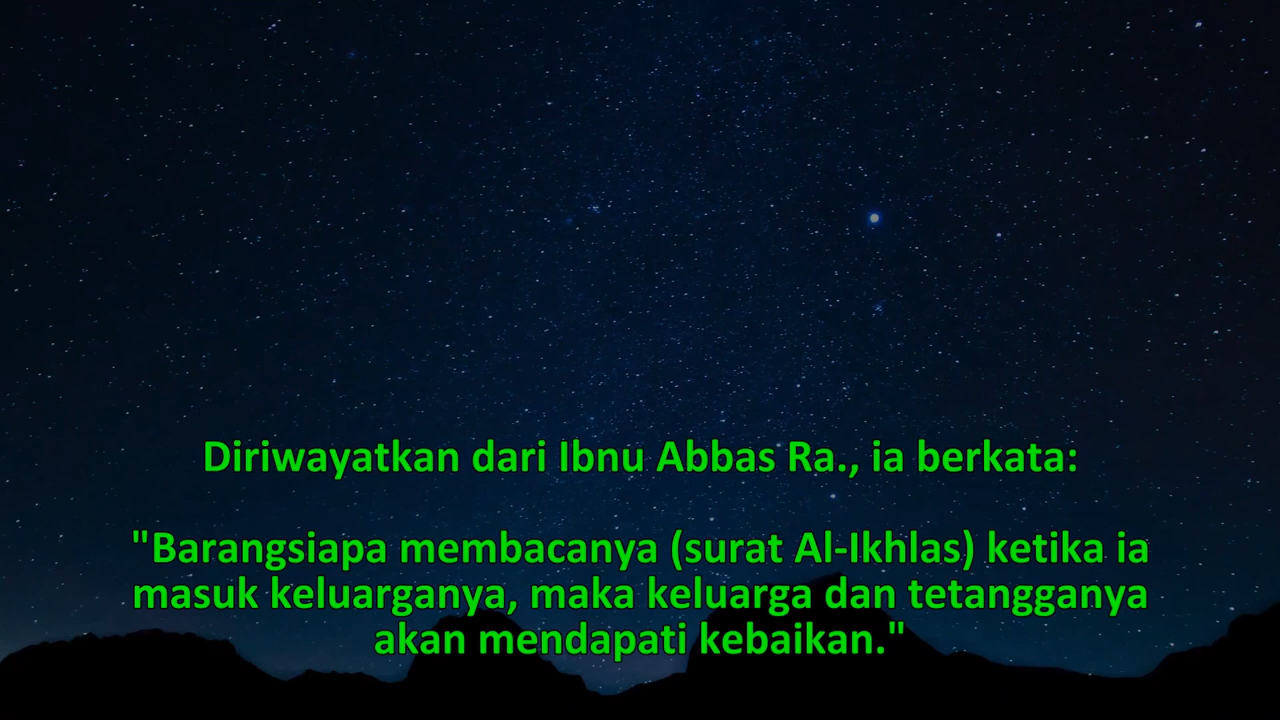 Diriwayatkan dari Ibnu Abbas Ra., ia berkata:
"Barangsiapa membacanya (surat Al-Ikhlas) ketika ia
masuk keluarganya, maka keluarga dan tetangganya
akan mendapati kebaikan."